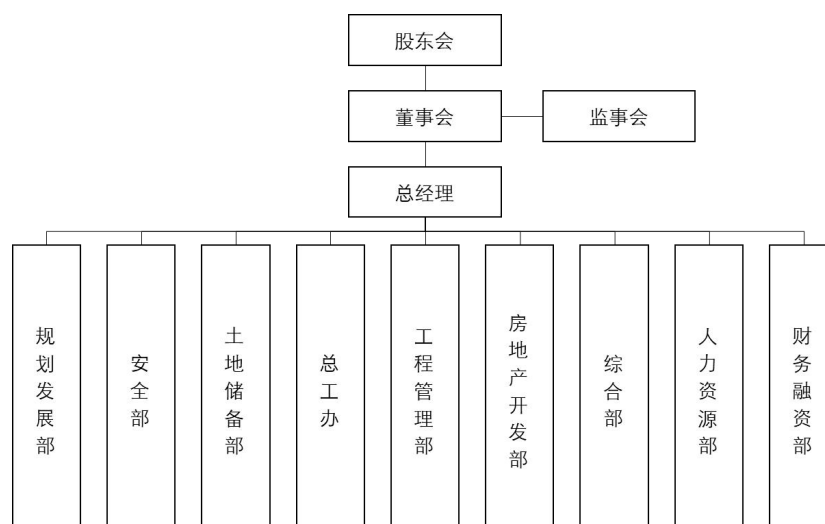 股东会
董事会
监事会
总经理
规划发展部
安全部
土地储备部
总工办
工程管理部
房地产开发部
综合部
人力资源部
财务融资部